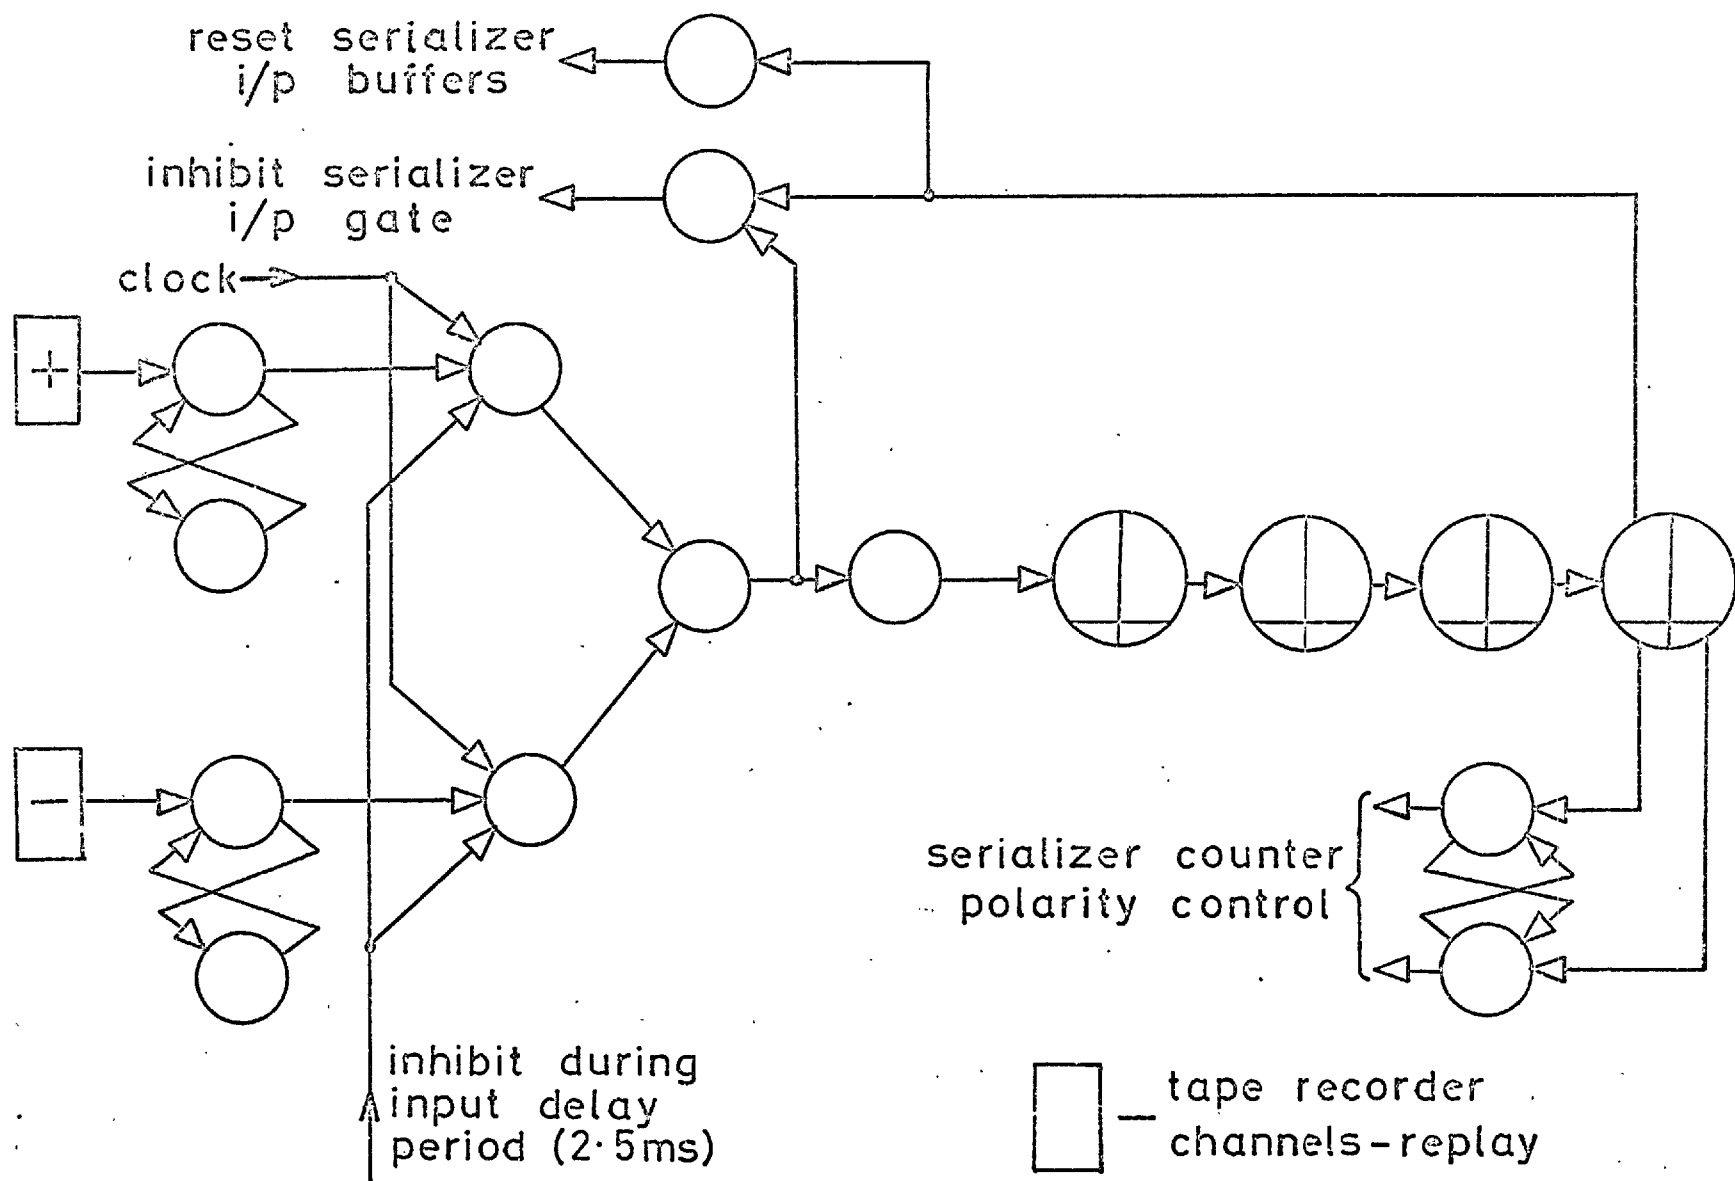 reset serializer
i/p buffers
inhibit serializer
i/p gate
clock
+
−
serializer counter
polarity control
inhibit during
input delay
period (2·5ms)
tape recorder
channels-replay